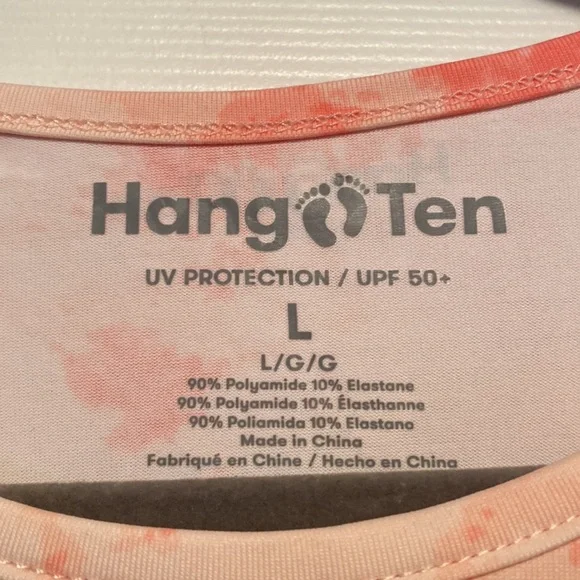 Hang Ten
UV PROTECTION / UPF 50+
L
L/G/G
90% Polyamide 10% Elastane
90% Polyamide 10% Élasthanne
90% Poliamida 10% Elastano
Made in China
Fabriqué en Chine / Hecho en China